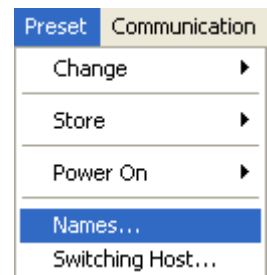 Preset Communication
Change
Store
Power On
Names...
Switching Host...